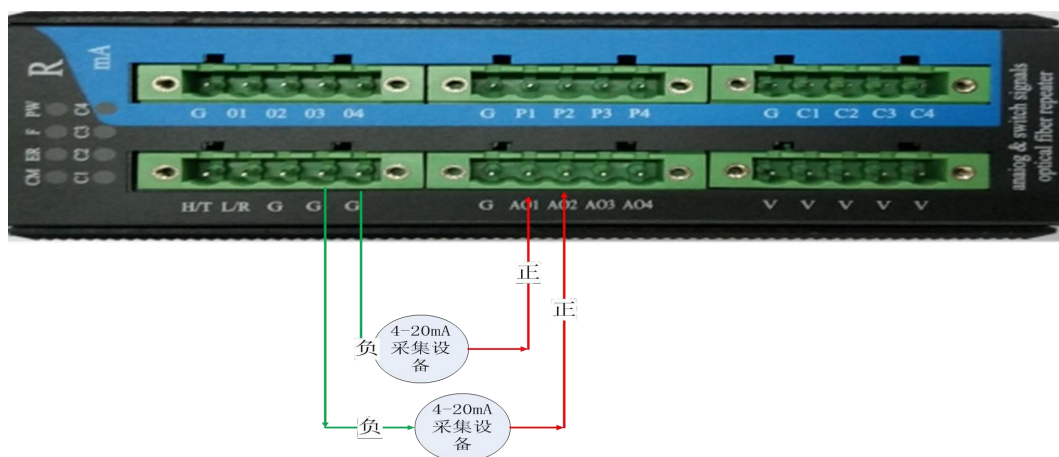 R
mA
PW C4
F C3
ER C2
CM C1
G 01 02 03 04
G P1 P2 P3 P4
G C1 C2 C3 C4
H/T L/R G G G
G AO1 AO2 AO3 AO4
V V V V V
analog & switch signals
optical fiber repeater
正
正
负
4-20mA
采集设
备
负
4-20mA
采集设
备